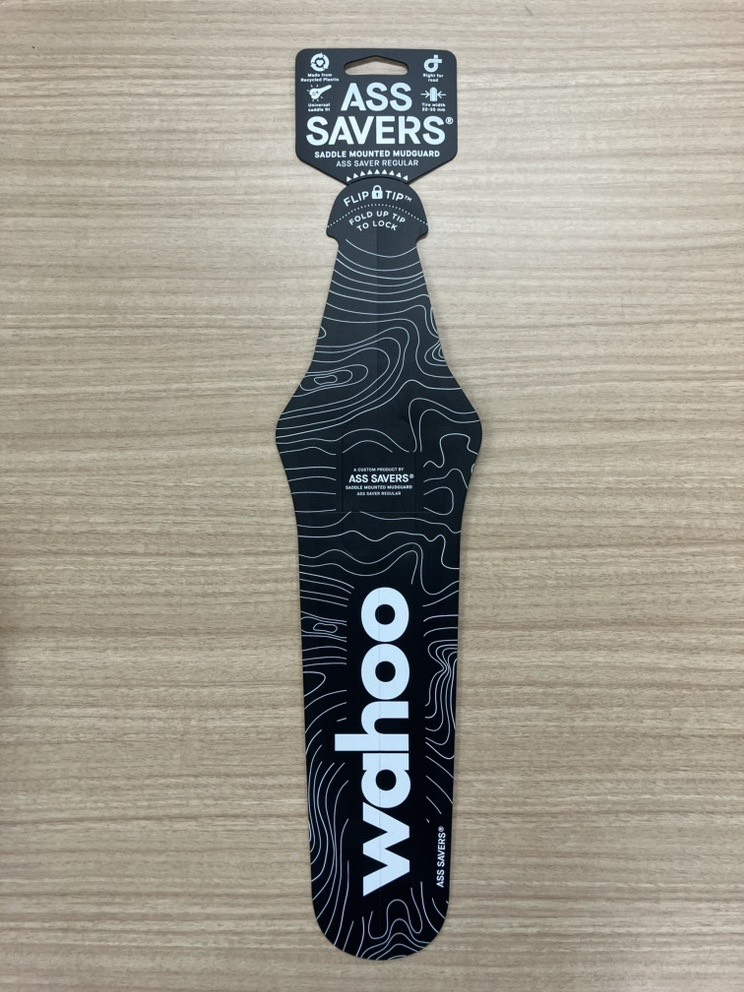 Made from
Recycled Plastic
Right for
road
Universal
saddle fit
Tire width
22-35 mm
ASS
SAVERS®
SADDLE MOUNTED MUDGUARD
ASS SAVER REGULAR
FLIP TIP™
FOLD UP TIP
TO LOCK
A CUSTOM PRODUCT BY
ASS SAVERS®
SADDLE MOUNTED MUDGUARD
ASS SAVER REGULAR
wahoo
ASS SAVERS®